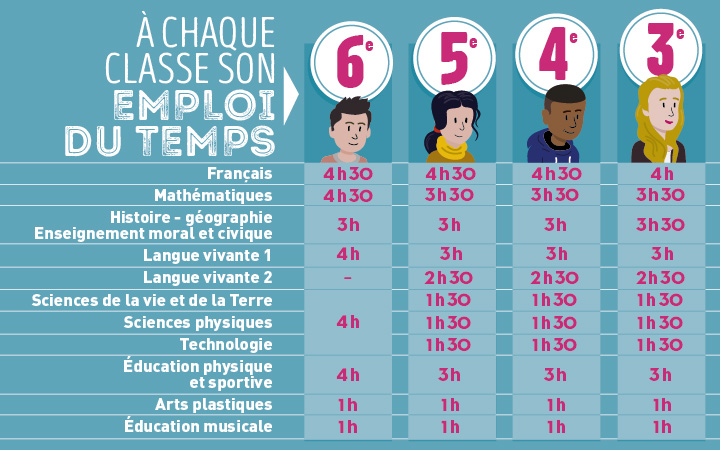 À CHAQUE
CLASSE SON
EMPLOI
DU TEMPS
6e 5e 4e 3e
Français 4h30 4h30 4h30 4h
Mathématiques 4h30 3h30 3h30 3h30
Histoire - géographie
Enseignement moral et civique 3h 3h 3h 3h30
Langue vivante 1 4h 3h 3h 3h
Langue vivante 2 – 2h30 2h30 2h30
Sciences de la vie et de la Terre 1h30 1h30 1h30
Sciences physiques 4h 1h30 1h30 1h30
Technologie 1h30 1h30 1h30
Éducation physique
et sportive 4h 3h 3h 3h
Arts plastiques 1h 1h 1h 1h
Éducation musicale 1h 1h 1h 1h